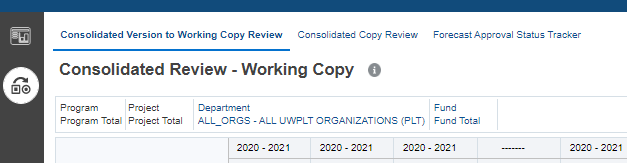 Consolidated Version to Working Copy Review Consolidated Copy Review Forecast Approval Status Tracker
Consolidated Review - Working Copy i
Program Project Department Fund
Program Total Project Total ALL_ORGS - ALL UWPLT ORGANIZATIONS (PLT) Fund Total
2020 - 2021 2020 - 2021 2020 - 2021 ------- 2020 - 2021